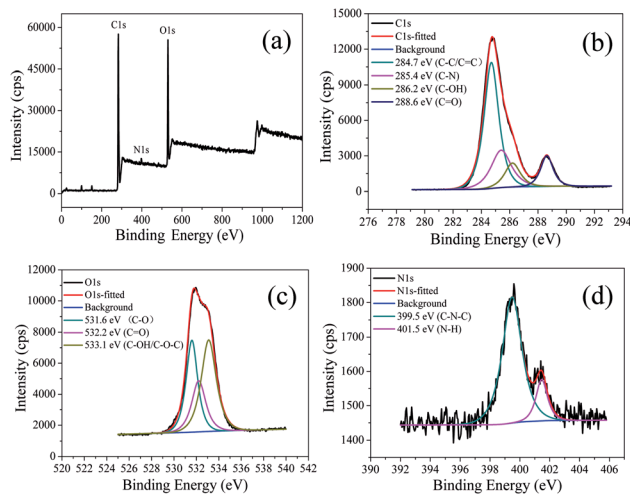 60000
45000
30000
15000
0
0 200 400 600 800 1000 1200
Intensity (cps)
Binding Energy (eV)
C1s
O1s
N1s
(a)
15000
12000
9000
6000
3000
0
276 278 280 282 284 286 288 290 292 294
Intensity (cps)
Binding Energy (eV)
C1s
C1s-fitted
Background
284.7 eV (C-C/C=C)
285.4 eV (C-N)
286.2 eV (C-OH)
288.6 eV (C=O)
(b)
12000
10000
8000
6000
4000
2000
0
520 522 524 526 528 530 532 534 536 538 540 542
Intensity (cps)
Binding Energy (eV)
O1s
O1s-fitted
Background
531.6 eV (C-O)
532.2 eV (C=O)
533.1 eV (C-OH/C-O-C)
(c)
1900
1800
1700
1600
1500
1400
390 392 394 396 398 400 402 404 406
Intensity (cps)
Binding Energy (eV)
N1s
N1s-fitted
Background
399.5 eV (C-N-C)
401.5 eV (N-H)
(d)